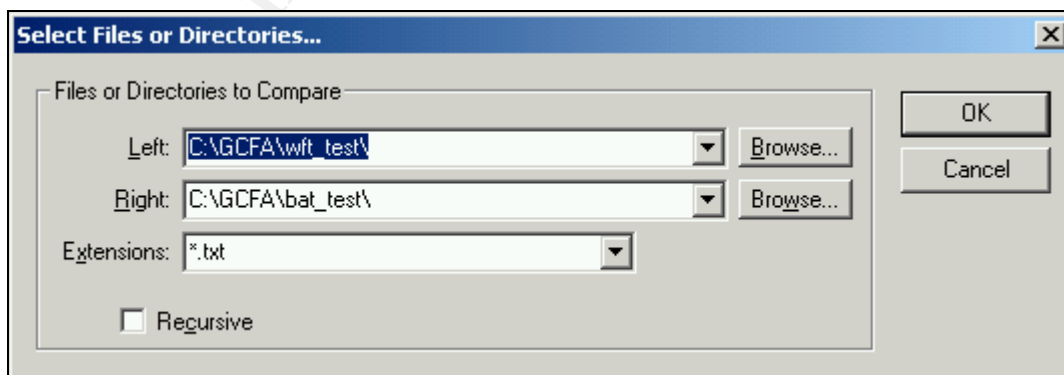 Select Files or Directories...
Files or Directories to Compare
Left: C:\GCFA\wft_test\ Browse...
Right: C:\GCFA\bat_test\ Browse...
Extensions: *.txt
Recursive
OK
Cancel